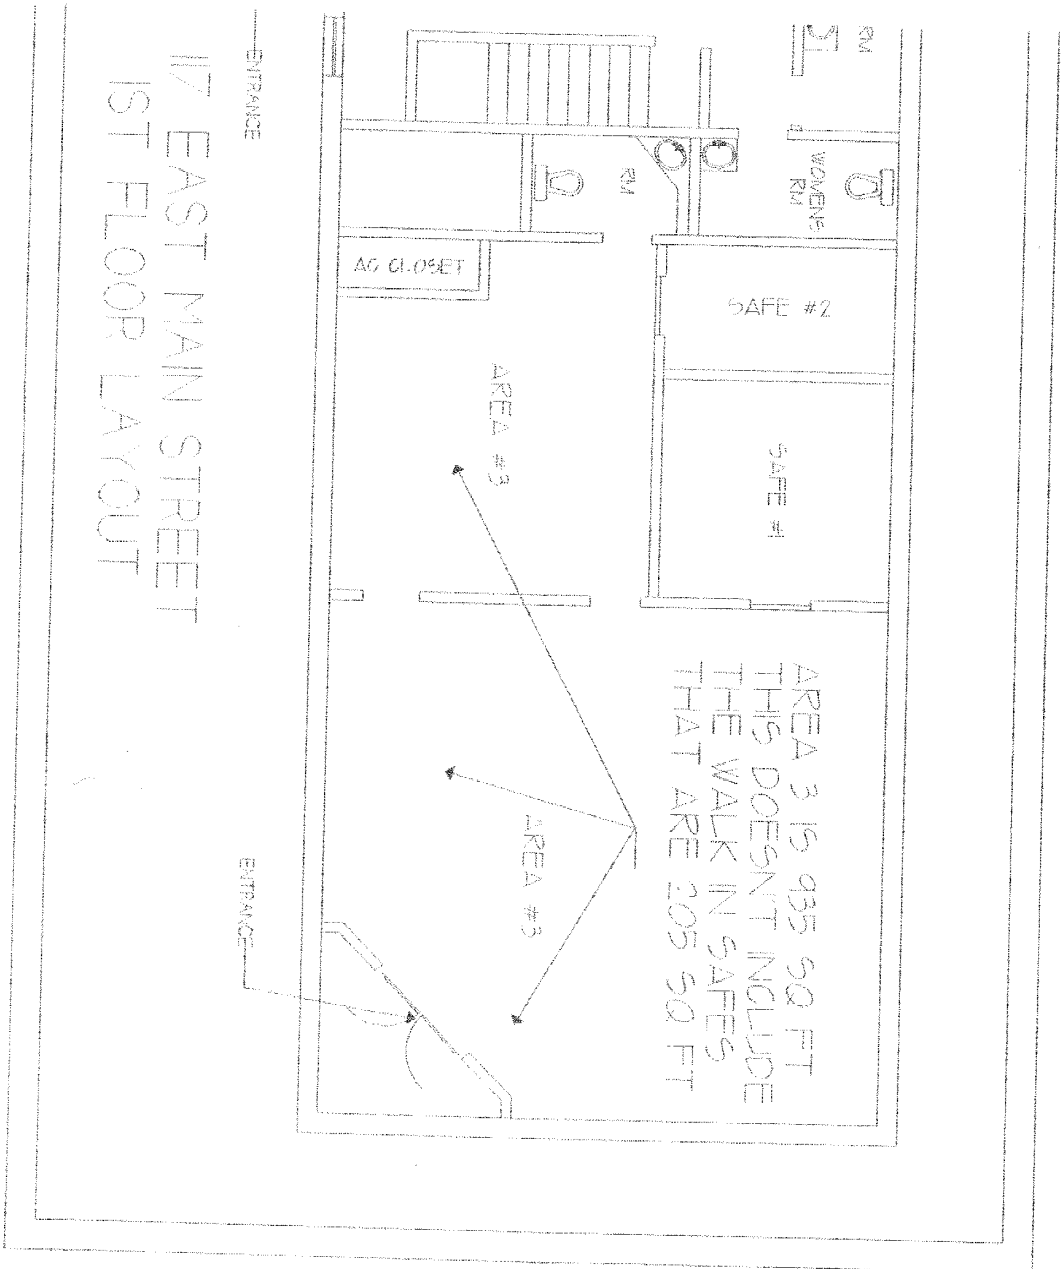 117 EAST MAIN STREET
1ST FLOOR LAYOUT
ENTRANCE
ENTRANCE
RM
WOMENS
RM
RM
AC CLOSET
SAFE #2
SAFE #1
AREA #3
AREA #3
AREA 3 IS 935 SQ FT
THIS DOESNT INCLUDE
THE WALK IN SAFES
THAT ARE 205 SQ FT